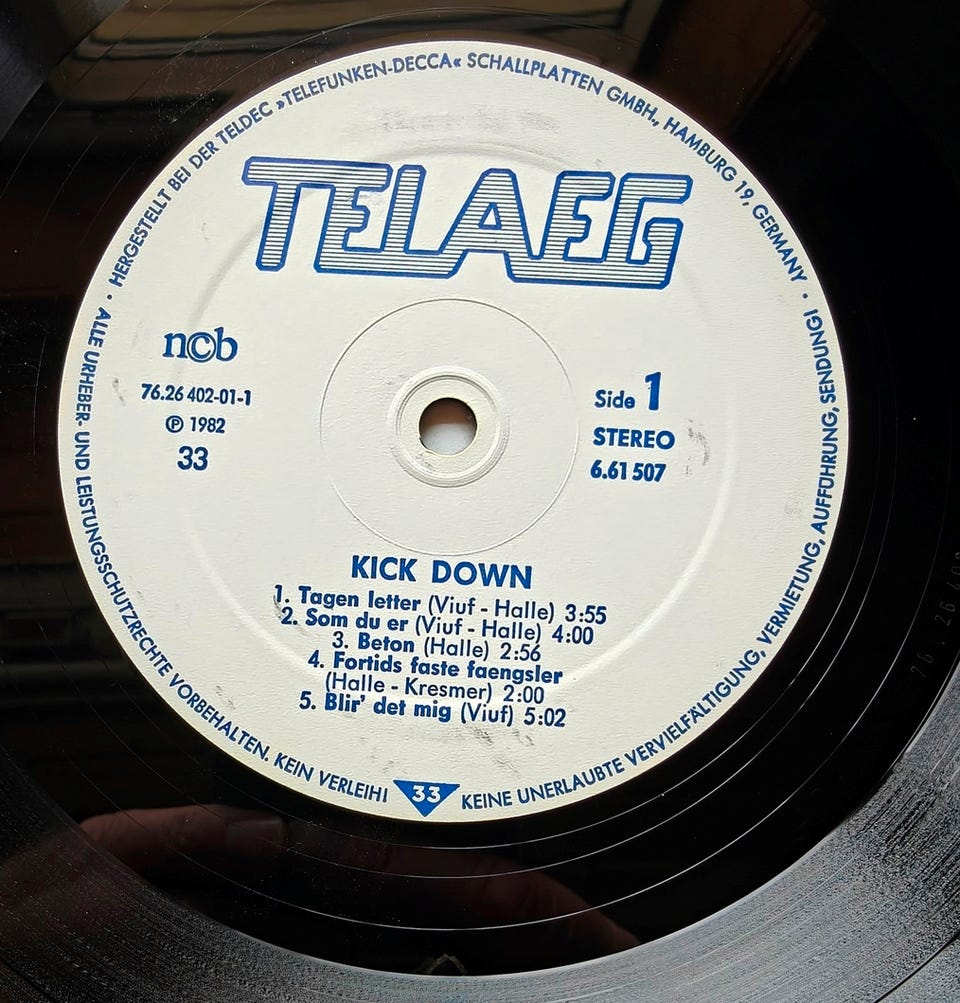 HERGESTELLT BEI DER TELDEC »TELEFUNKEN-DECCA« SCHALLPLATTEN GMBH., HAMBURG 19, GERMANY •
TELAEG
ncb
76.26 402-01-1
Ⓟ 1982
33
Side 1
STEREO
6.61 507
KICK DOWN
1. Tagen letter (Viuf - Halle) 3:55
2. Som du er (Viuf - Halle) 4:00
3. Beton (Halle) 2:56
4. Fortids faste faengsler
(Halle - Kresmer) 2:00
5. Blir' det mig (Viuf) 5:02
• ALLE URHEBER- UND LEISTUNGSSCHUTZRECHTE VORBEHALTEN. KEIN VERLEIH!
33
KEINE UNERLAUBTE VERVIELFÄLTIGUNG, VERMIETUNG, AUFFÜHRUNG, SENDUNG!